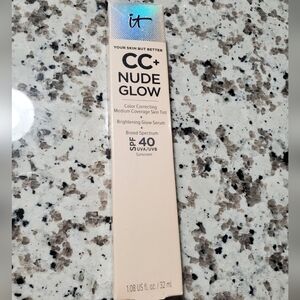 it
YOUR SKIN BUT BETTER
CC+
NUDE
GLOW
Color Correcting
Medium Coverage Skin Tint
+
Brightening Glow Serum
+
Broad Spectrum
SPF 40
UVA/UVB
Sunscreen
1.08 US fl. oz. / 32 ml